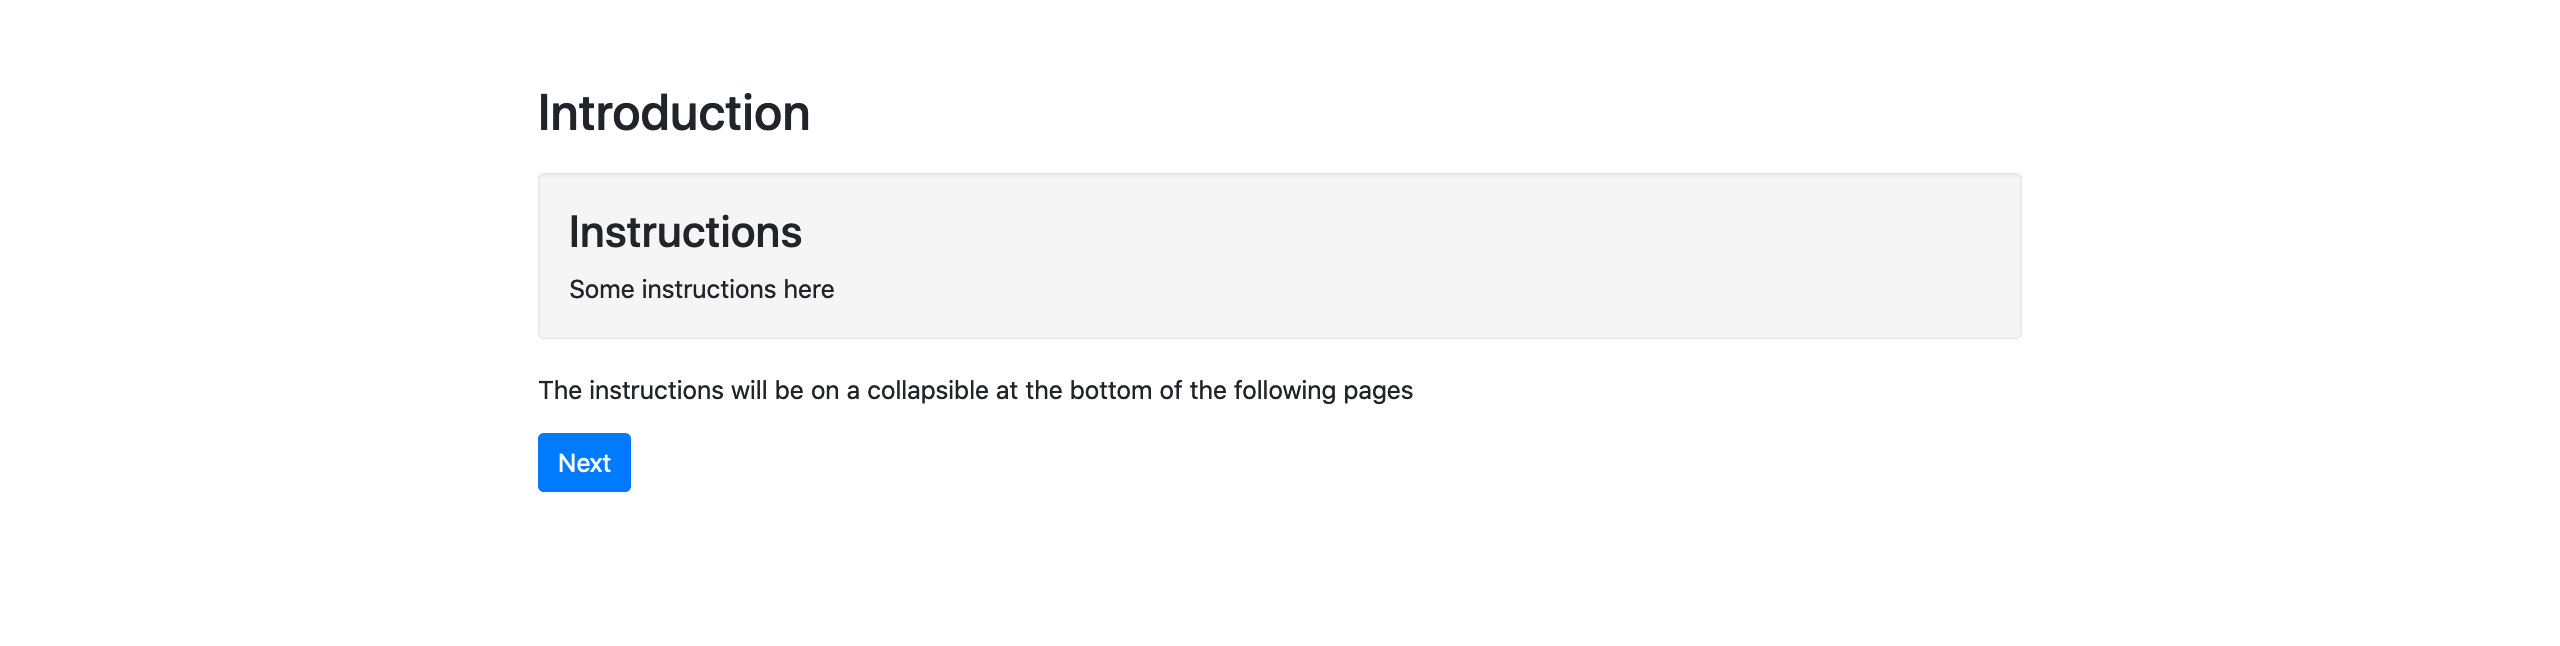 Introduction
Instructions
Some instructions here
The instructions will be on a collapsible at the bottom of the following pages
Next